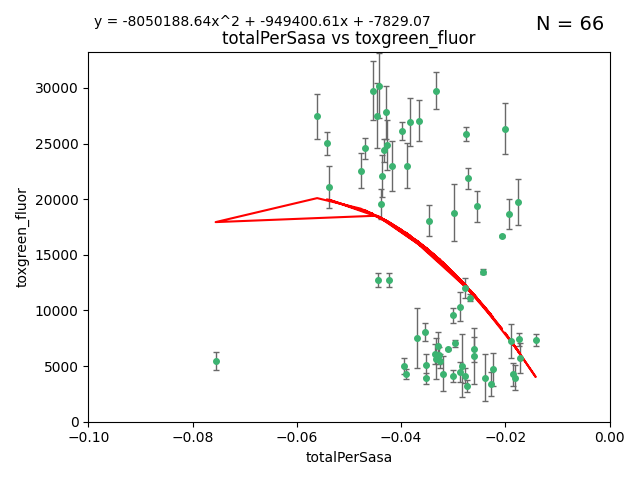 y = -8050188.64x^2 + -949400.61x + -7829.07
N = 66
totalPerSasa vs toxgreen_fluor
30000
25000
20000
15000
10000
5000
0
toxgreen_fluor
−0.10
−0.08
−0.06
−0.04
−0.02
0.00
totalPerSasa